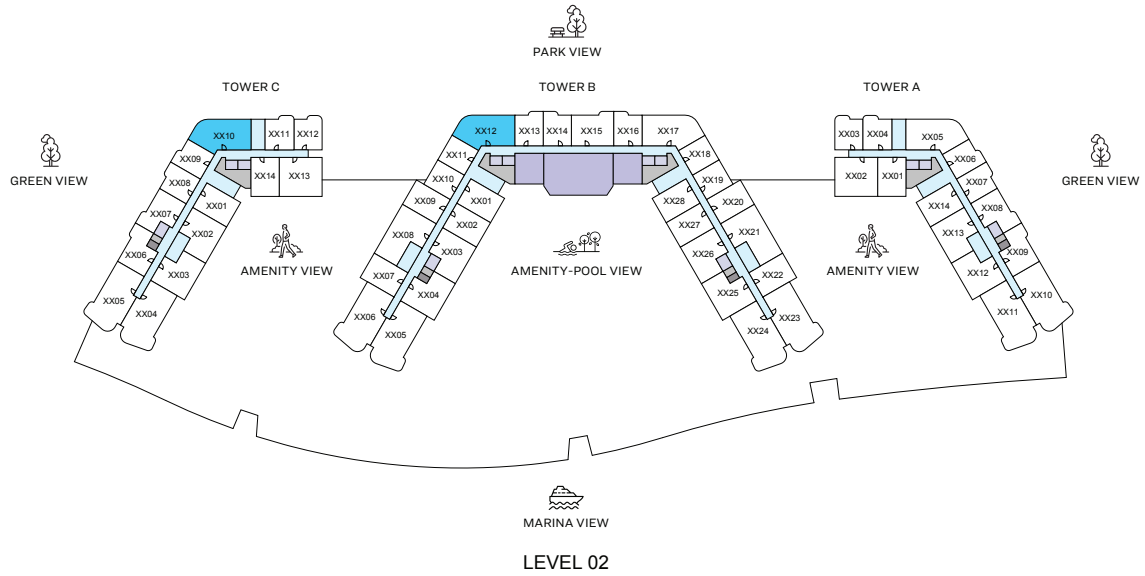 PARK VIEW
TOWER C
TOWER B
TOWER A
GREEN VIEW
GREEN VIEW
AMENITY VIEW
AMENITY-POOL VIEW
AMENITY VIEW
XX10
XX11
XX12
XX09
XX14
XX13
XX08
XX01
XX07
XX02
XX06
XX03
XX05
XX04
XX12
XX13
XX14
XX15
XX16
XX17
XX11
XX18
XX10
XX19
XX01
XX09
XX02
XX08
XX03
XX07
XX04
XX06
XX05
XX28
XX20
XX27
XX21
XX26
XX22
XX25
XX23
XX24
XX03
XX04
XX05
XX02
XX01
XX06
XX07
XX14
XX08
XX13
XX09
XX12
XX10
XX11
MARINA VIEW
LEVEL 02